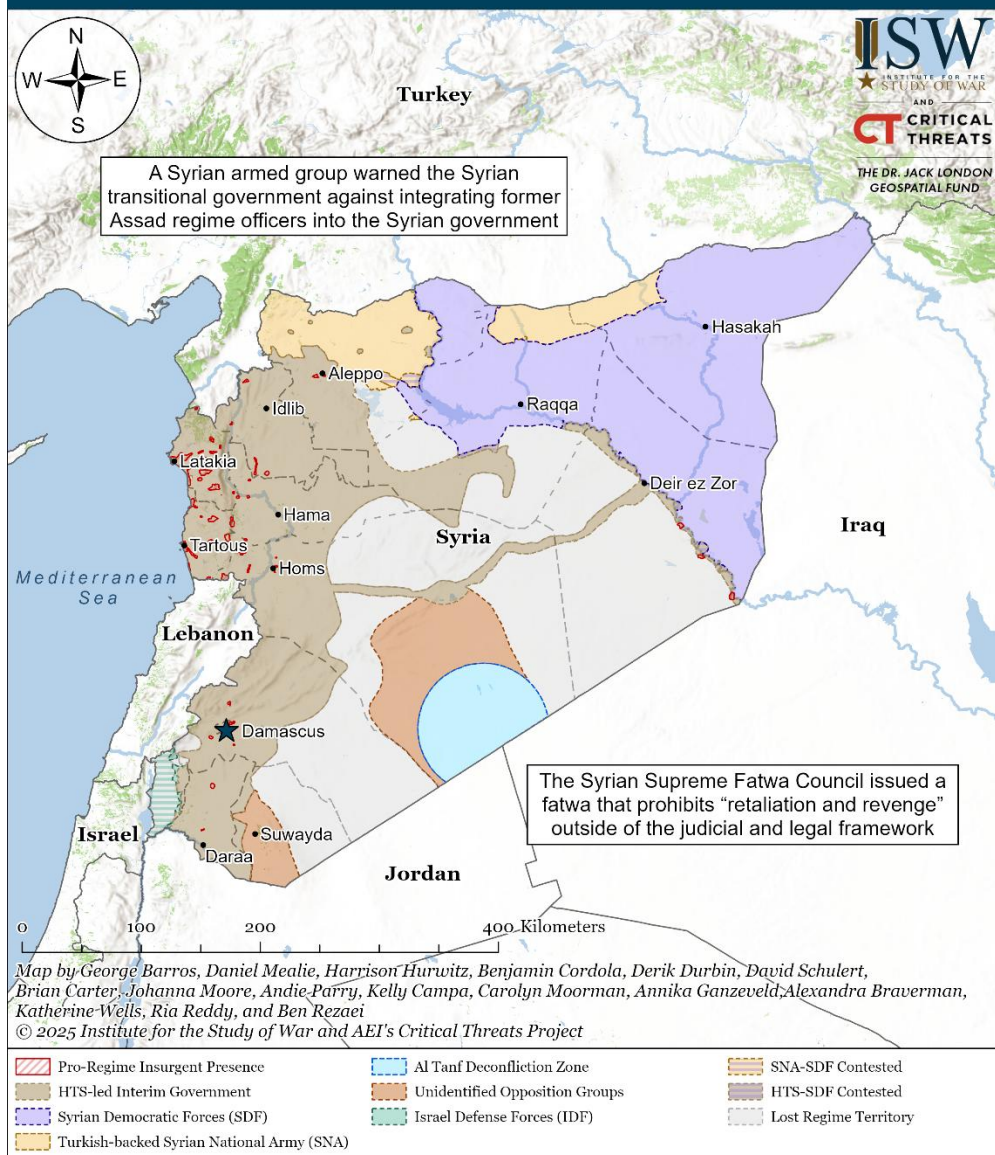 N
W
E
S
ISW
INSTITUTE FOR THE
STUDY OF WAR
AND
CT CRITICAL
THREATS
THE DR. JACK LONDON
GEOSPATIAL FUND
Turkey
A Syrian armed group warned the Syrian
transitional government against integrating former
Assad regime officers into the Syrian government
Hasakah
Aleppo
Idlib
Raqqa
Latakia
Deir ez Zor
Hama
Syria
Iraq
Tartous
Homs
Mediterranean
Sea
Lebanon
Damascus
The Syrian Supreme Fatwa Council issued a
fatwa that prohibits “retaliation and revenge”
outside of the judicial and legal framework
Israel
Suwayda
Daraa
Jordan
0 100 200 400 Kilometers
Map by George Barros, Daniel Mealie, Harrison Hurwitz, Benjamin Cordola, Derik Durbin, David Schulert,
Brian Carter, Johanna Moore, Andie Parry, Kelly Campa, Carolyn Moorman, Annika Ganzeveld,Alexandra Braverman,
Katherine Wells, Ria Reddy, and Ben Rezaei
© 2025 Institute for the Study of War and AEI's Critical Threats Project
Pro-Regime Insurgent Presence
HTS-led Interim Government
Syrian Democratic Forces (SDF)
Turkish-backed Syrian National Army (SNA)
Al Tanf Deconfliction Zone
Unidentified Opposition Groups
Israel Defense Forces (IDF)
SNA-SDF Contested
HTS-SDF Contested
Lost Regime Territory